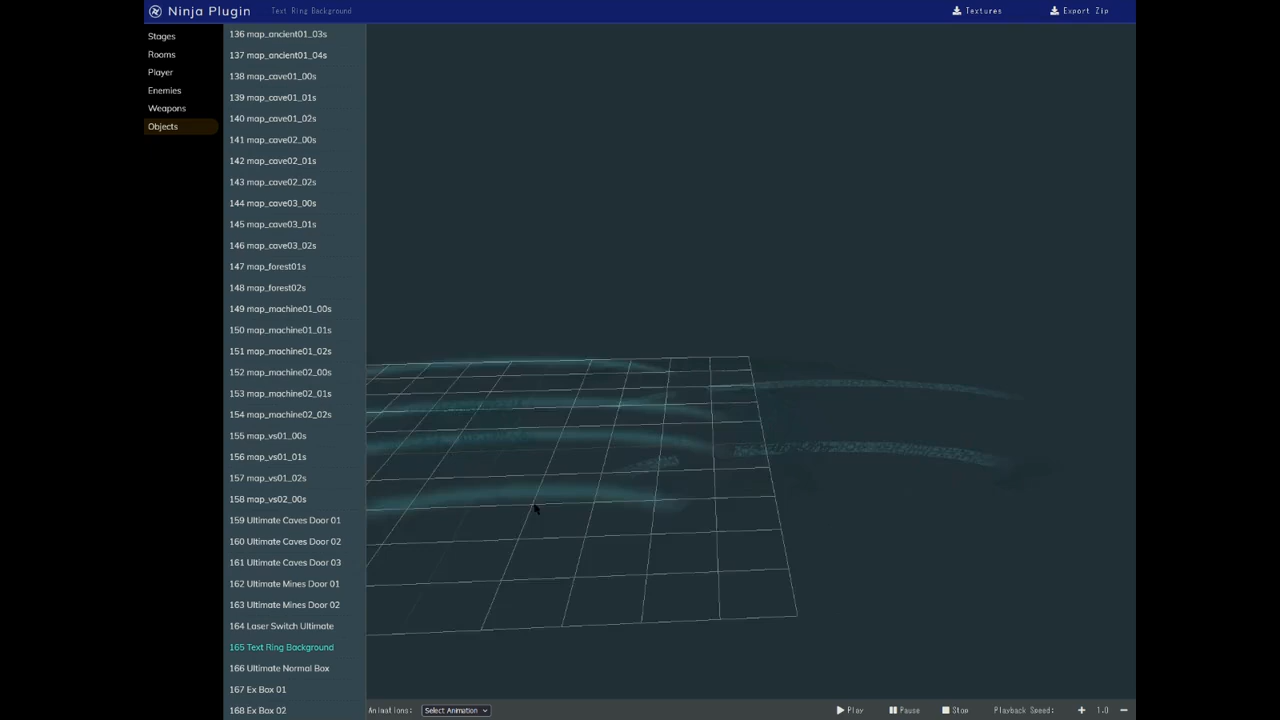 Ninja Plugin
Text Ring Background
Textures
Export Zip
Stages
Rooms
Player
Enemies
Weapons
Objects
136 map_ancient01_03s
137 map_ancient01_04s
138 map_cave01_00s
139 map_cave01_01s
140 map_cave01_02s
141 map_cave02_00s
142 map_cave02_01s
143 map_cave02_02s
144 map_cave03_00s
145 map_cave03_01s
146 map_cave03_02s
147 map_forest01s
148 map_forest02s
149 map_machine01_00s
150 map_machine01_01s
151 map_machine01_02s
152 map_machine02_00s
153 map_machine02_01s
154 map_machine02_02s
155 map_vs01_00s
156 map_vs01_01s
157 map_vs01_02s
158 map_vs02_00s
159 Ultimate Caves Door 01
160 Ultimate Caves Door 02
161 Ultimate Caves Door 03
162 Ultimate Mines Door 01
163 Ultimate Mines Door 02
164 Laser Switch Ultimate
165 Text Ring Background
166 Ultimate Normal Box
167 Ex Box 01
168 Ex Box 02
Animations: Select Animation
Play
Pause
Stop
Playback Speed: + 1.0 −